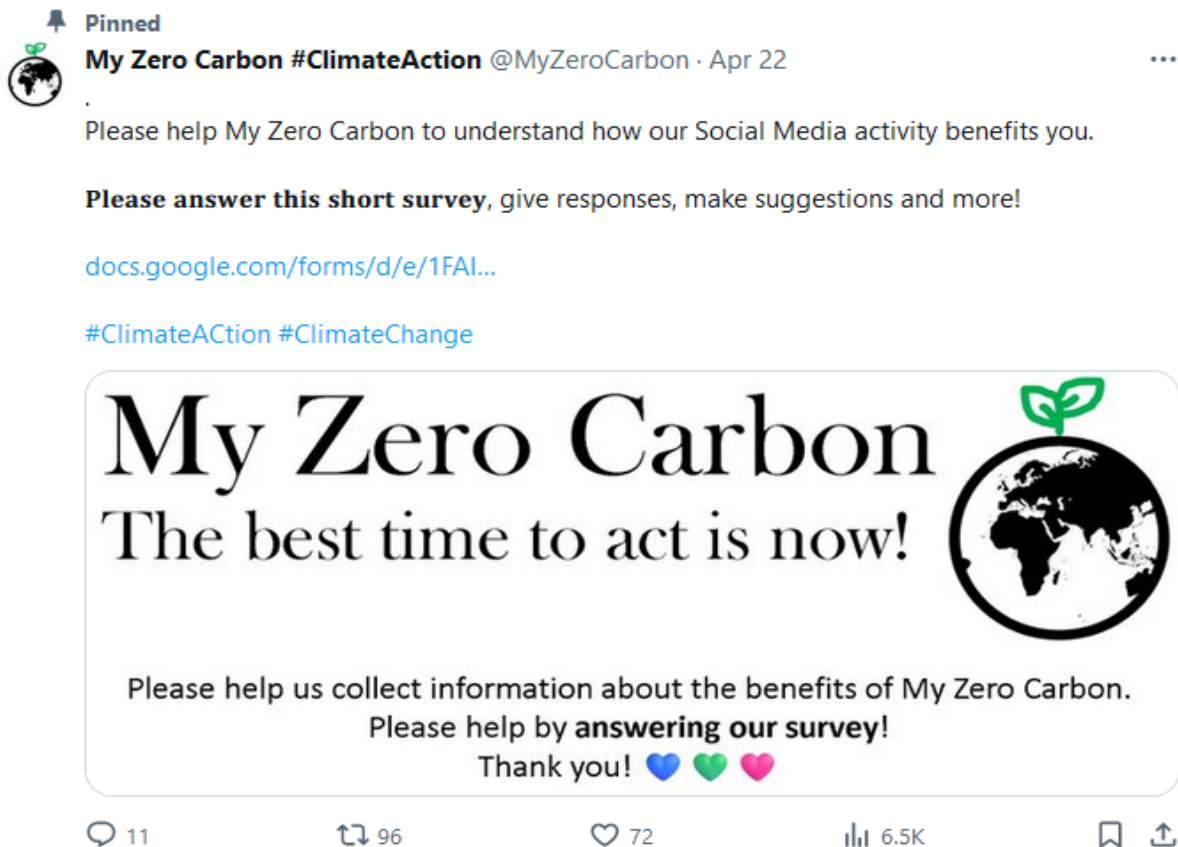 Pinned
My Zero Carbon #ClimateAction @MyZeroCarbon · Apr 22
.
Please help My Zero Carbon to understand how our Social Media activity benefits you.
Please answer this short survey, give responses, make suggestions and more!
docs.google.com/forms/d/e/1FAI...
#ClimateACtion #ClimateChange
My Zero Carbon
The best time to act is now!
Please help us collect information about the benefits of My Zero Carbon.
Please help by answering our survey!
Thank you! 💙 💚 🩷
11 96 72 6.5K